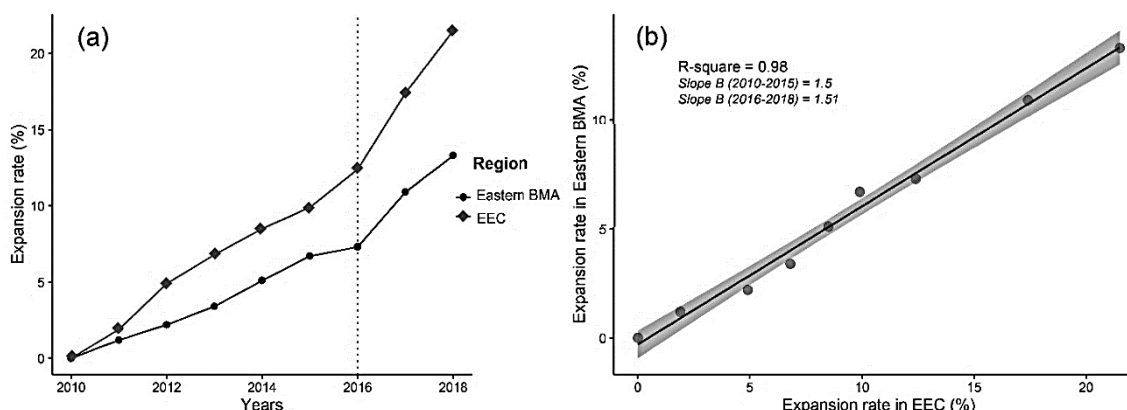 (a)
20
15
10
5
0
Expansion rate (%)
2010
2012
2014
2016
2018
Years
Region
Eastern BMA
EEC
(b)
R-square = 0.98
Slope B (2010-2015) = 1.5
Slope B (2016-2018) = 1.51
10
5
0
Expansion rate in Eastern BMA (%)
0
5
10
15
20
Expansion rate in EEC (%)